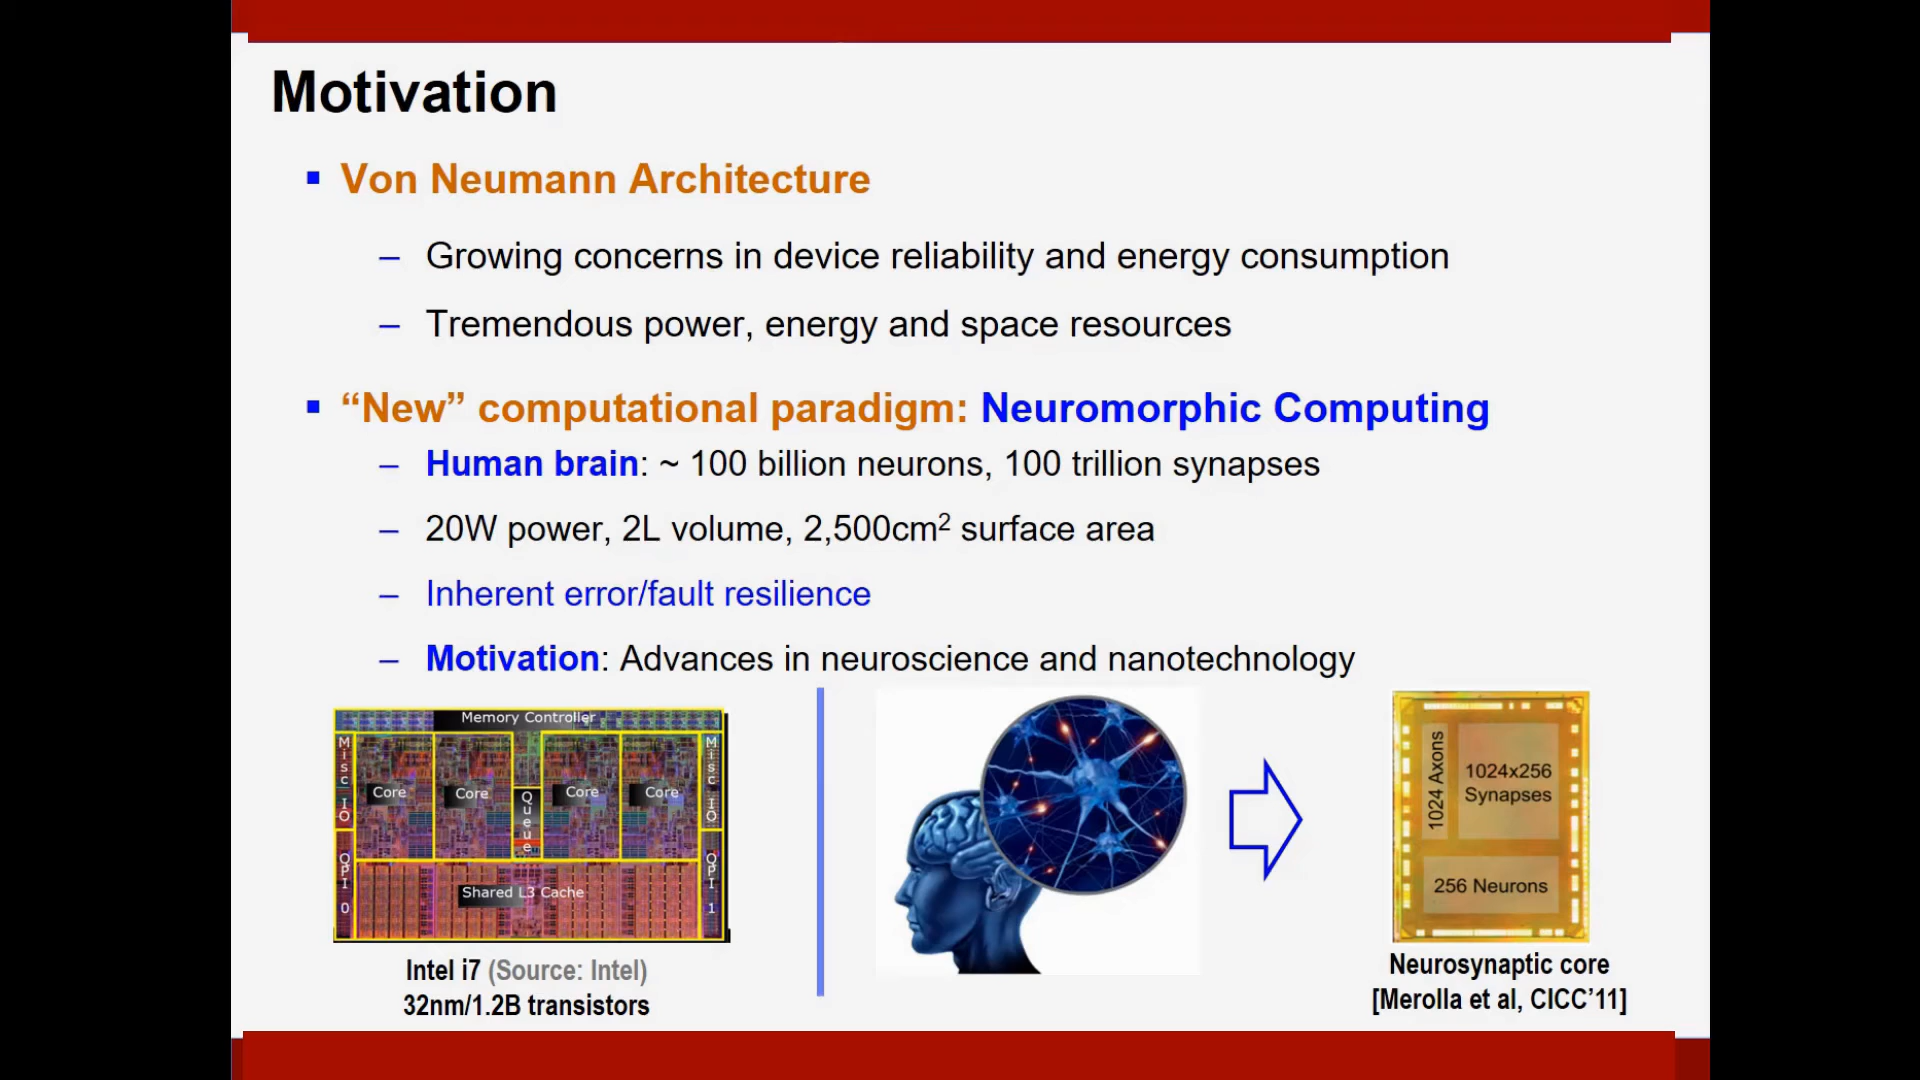 Motivation
▪ Von Neumann Architecture
– Growing concerns in device reliability and energy consumption
– Tremendous power, energy and space resources
▪ “New” computational paradigm: Neuromorphic Computing
– Human brain: ~ 100 billion neurons, 100 trillion synapses
– 20W power, 2L volume, 2,500cm² surface area
– Inherent error/fault resilience
– Motivation: Advances in neuroscience and nanotechnology
Memory Controller
Misc IO
Core
Core
Queue
Core
Core
Misc IO
QPI 0
Shared L3 Cache
QPI 1
Intel i7 (Source: Intel)
32nm/1.2B transistors
1024 Axons
1024x256
Synapses
256 Neurons
Neurosynaptic core
[Merolla et al, CICC’11]